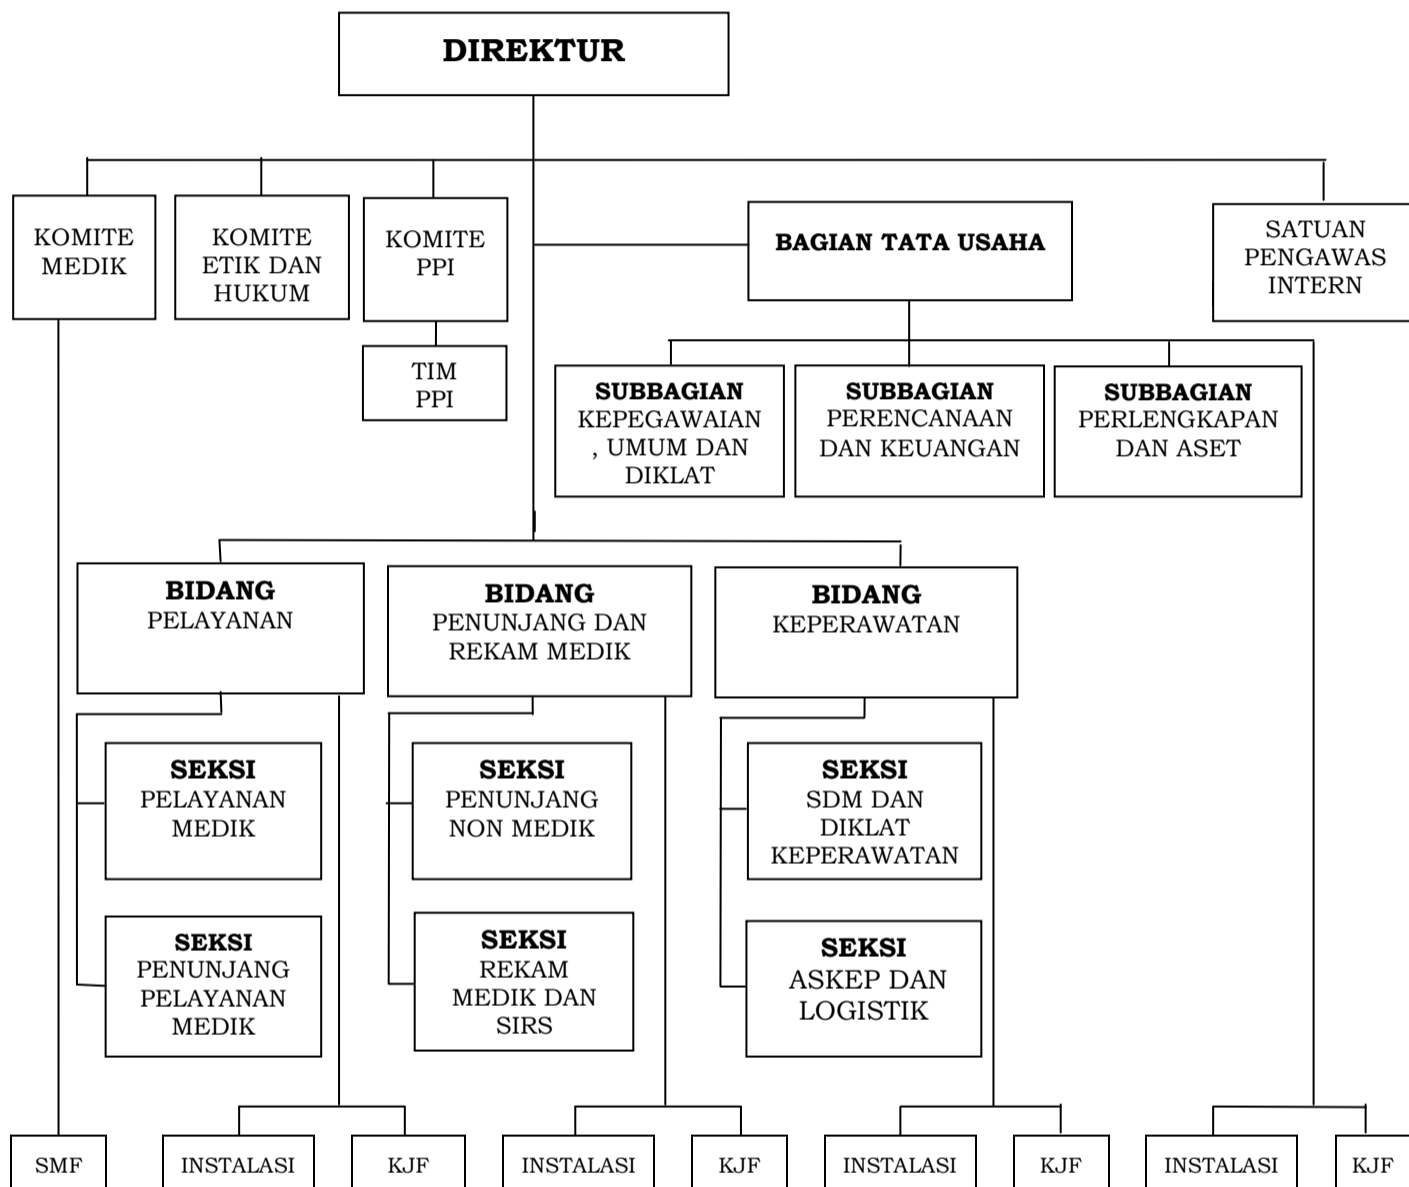 DIREKTUR
KOMITE
MEDIK
KOMITE
ETIK DAN
HUKUM
KOMITE
PPI
BAGIAN TATA USAHA
SATUAN
PENGAWAS
INTERN
TIM
PPI
SUBBAGIAN
KEPEGAWAIAN
, UMUM DAN
DIKLAT
SUBBAGIAN
PERENCANAAN
DAN KEUANGAN
SUBBAGIAN
PERLENGKAPAN
DAN ASET
BIDANG
PELAYANAN
BIDANG
PENUNJANG DAN
REKAM MEDIK
BIDANG
KEPERAWATAN
SEKSI
PELAYANAN
MEDIK
SEKSI
PENUNJANG
NON MEDIK
SEKSI
SDM DAN
DIKLAT
KEPERAWATAN
SEKSI
PENUNJANG
PELAYANAN
MEDIK
SEKSI
REKAM
MEDIK DAN
SIRS
SEKSI
ASKEP DAN
LOGISTIK
SMF
INSTALASI
KJF
INSTALASI
KJF
INSTALASI
KJF
INSTALASI
KJF